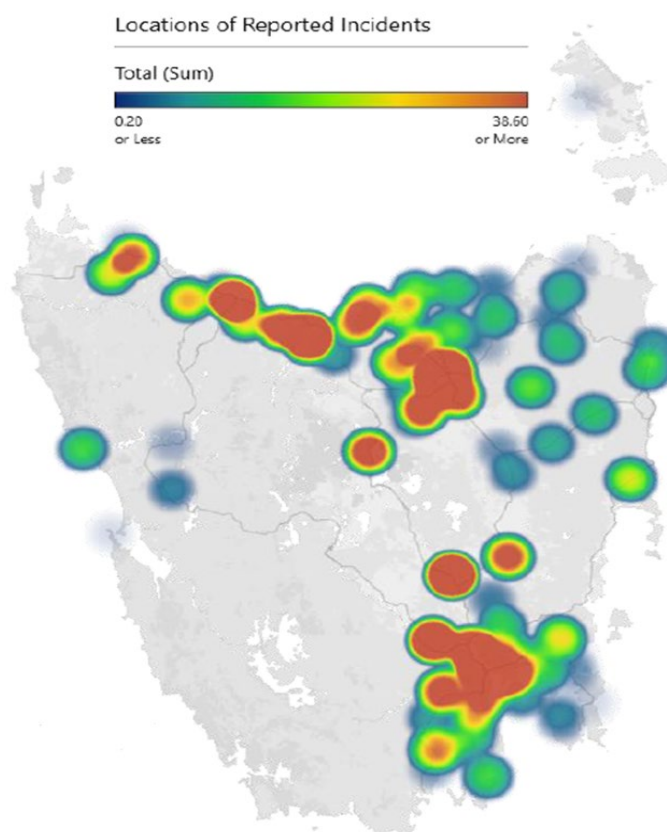 Locations of Reported Incidents
Total (Sum)
0.20
or Less
38.60
or More